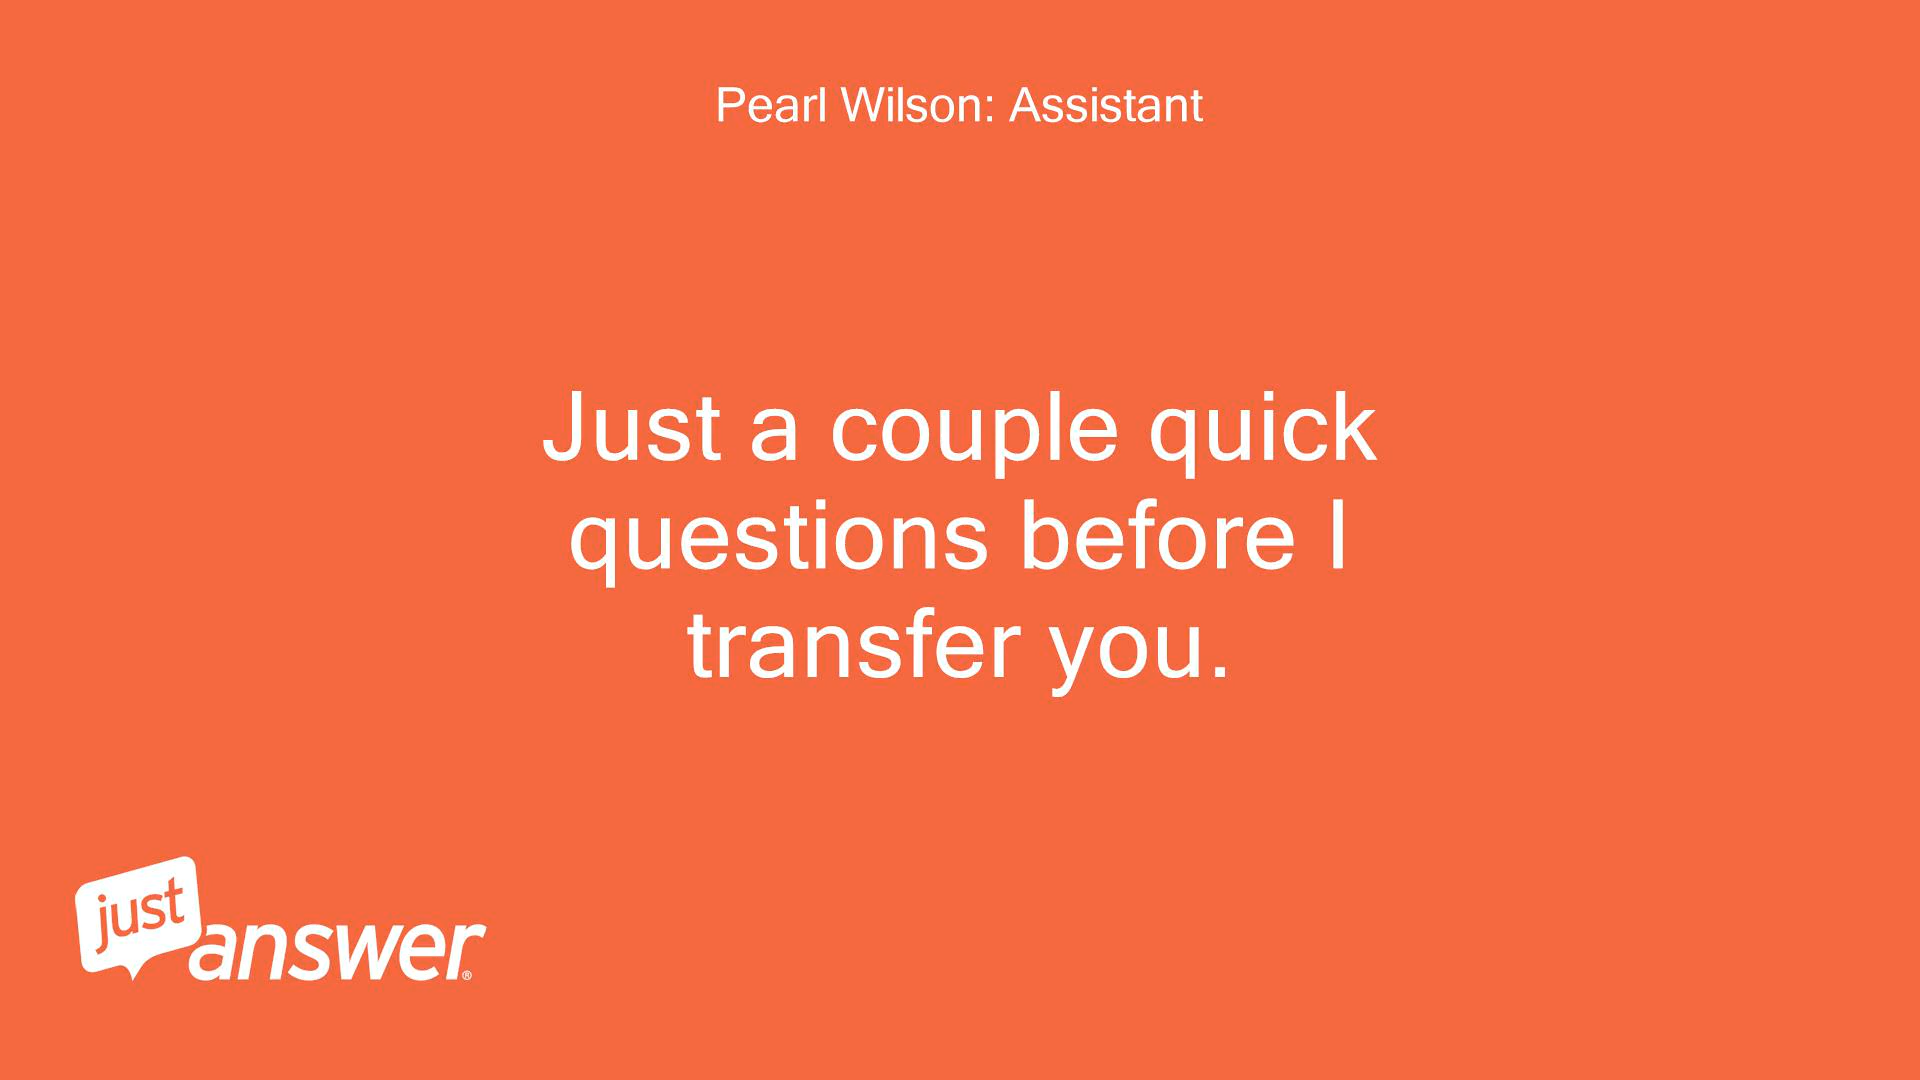 Pearl Wilson: Assistant
Just a couple quick
questions before I
transfer you.
just
answer®